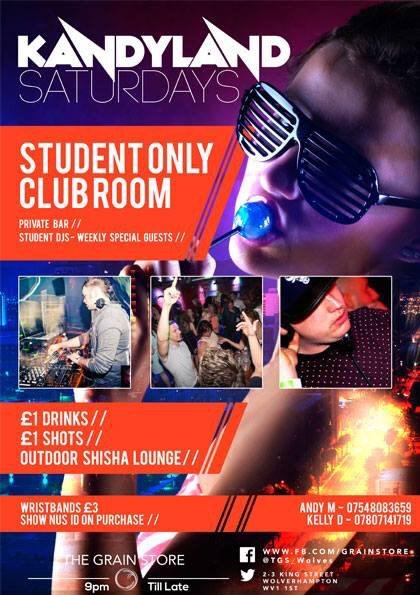 KANDYLAND
SATURDAYS
STUDENT ONLY
CLUB ROOM
PRIVATE BAR //
STUDENT DJS - WEEKLY SPECIAL GUESTS //
£1 DRINKS //
£1 SHOTS //
OUTDOOR SHISHA LOUNGE//
WRISTBANDS £3
SHOW NUS ID ON PURCHASE //
ANDY M - 07548083659
KELLY D - 07807141719
THE GRAIN STORE
9pm Till Late
WWW.FB.COM/GRAINSTORE
@TGS_Wolves
2-3 KING STREET
WOLVERHAMPTON
WV1 1ST